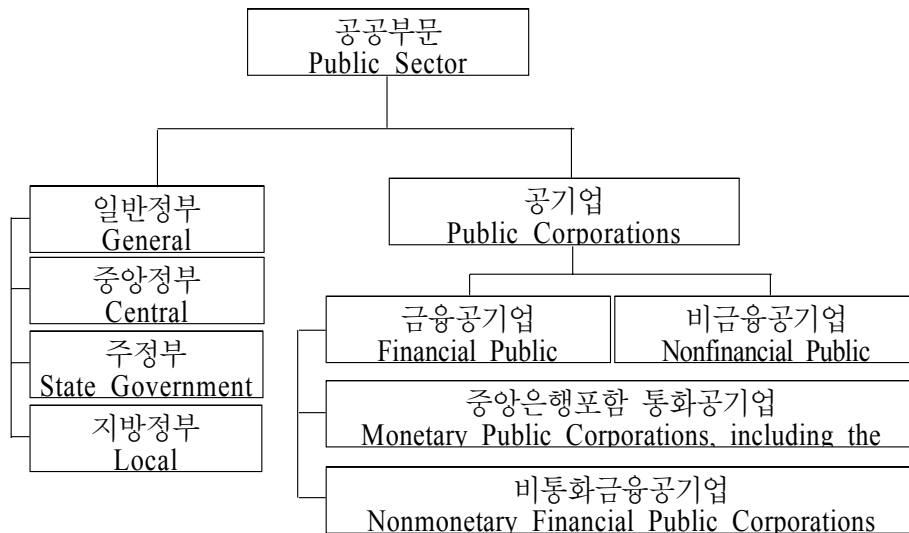 공공부문
Public Sector
일반정부
General
중앙정부
Central
주정부
State Government
지방정부
Local
공기업
Public Corporations
금융공기업
Financial Public
비금융공기업
Nonfinancial Public
중앙은행포함 통화공기업
Monetary Public Corporations, including the
비통화금융공기업
Nonmonetary Financial Public Corporations